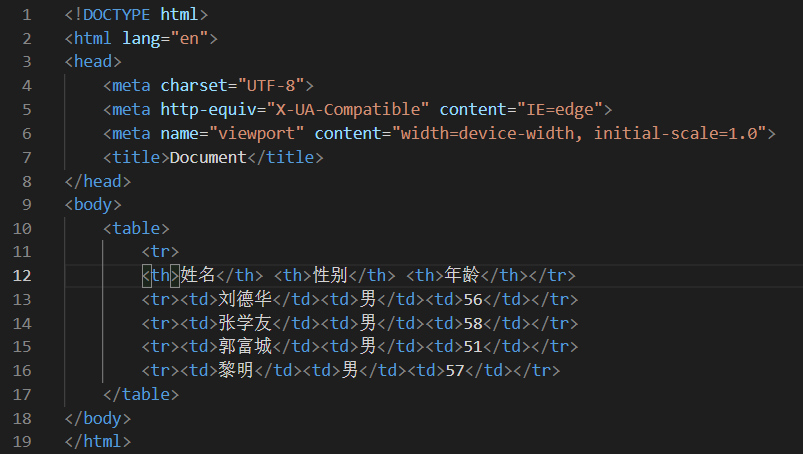 1 <!DOCTYPE html>
2 <html lang="en">
3 <head>
4     <meta charset="UTF-8">
5     <meta http-equiv="X-UA-Compatible" content="IE=edge">
6     <meta name="viewport" content="width=device-width, initial-scale=1.0">
7     <title>Document</title>
8 </head>
9 <body>
10     <table>
11         <tr>
12         <th>姓名</th> <th>性别</th> <th>年龄</th></tr>
13         <tr><td>刘德华</td><td>男</td><td>56</td></tr>
14         <tr><td>张学友</td><td>男</td><td>58</td></tr>
15         <tr><td>郭富城</td><td>男</td><td>51</td></tr>
16         <tr><td>黎明</td><td>男</td><td>57</td></tr>
17     </table>
18 </body>
19 </html>